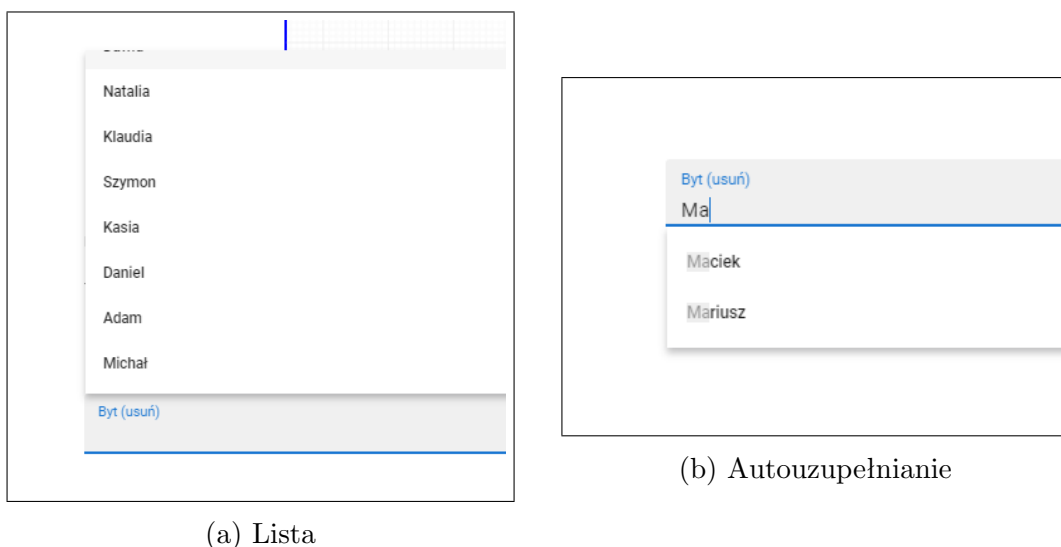 Natalia
Klaudia
Szymon
Kasia
Daniel
Adam
Michał
Byt (usuń)
(a) Lista
Byt (usuń)
Ma
Maciek
Mariusz
(b) Autouzupełnianie